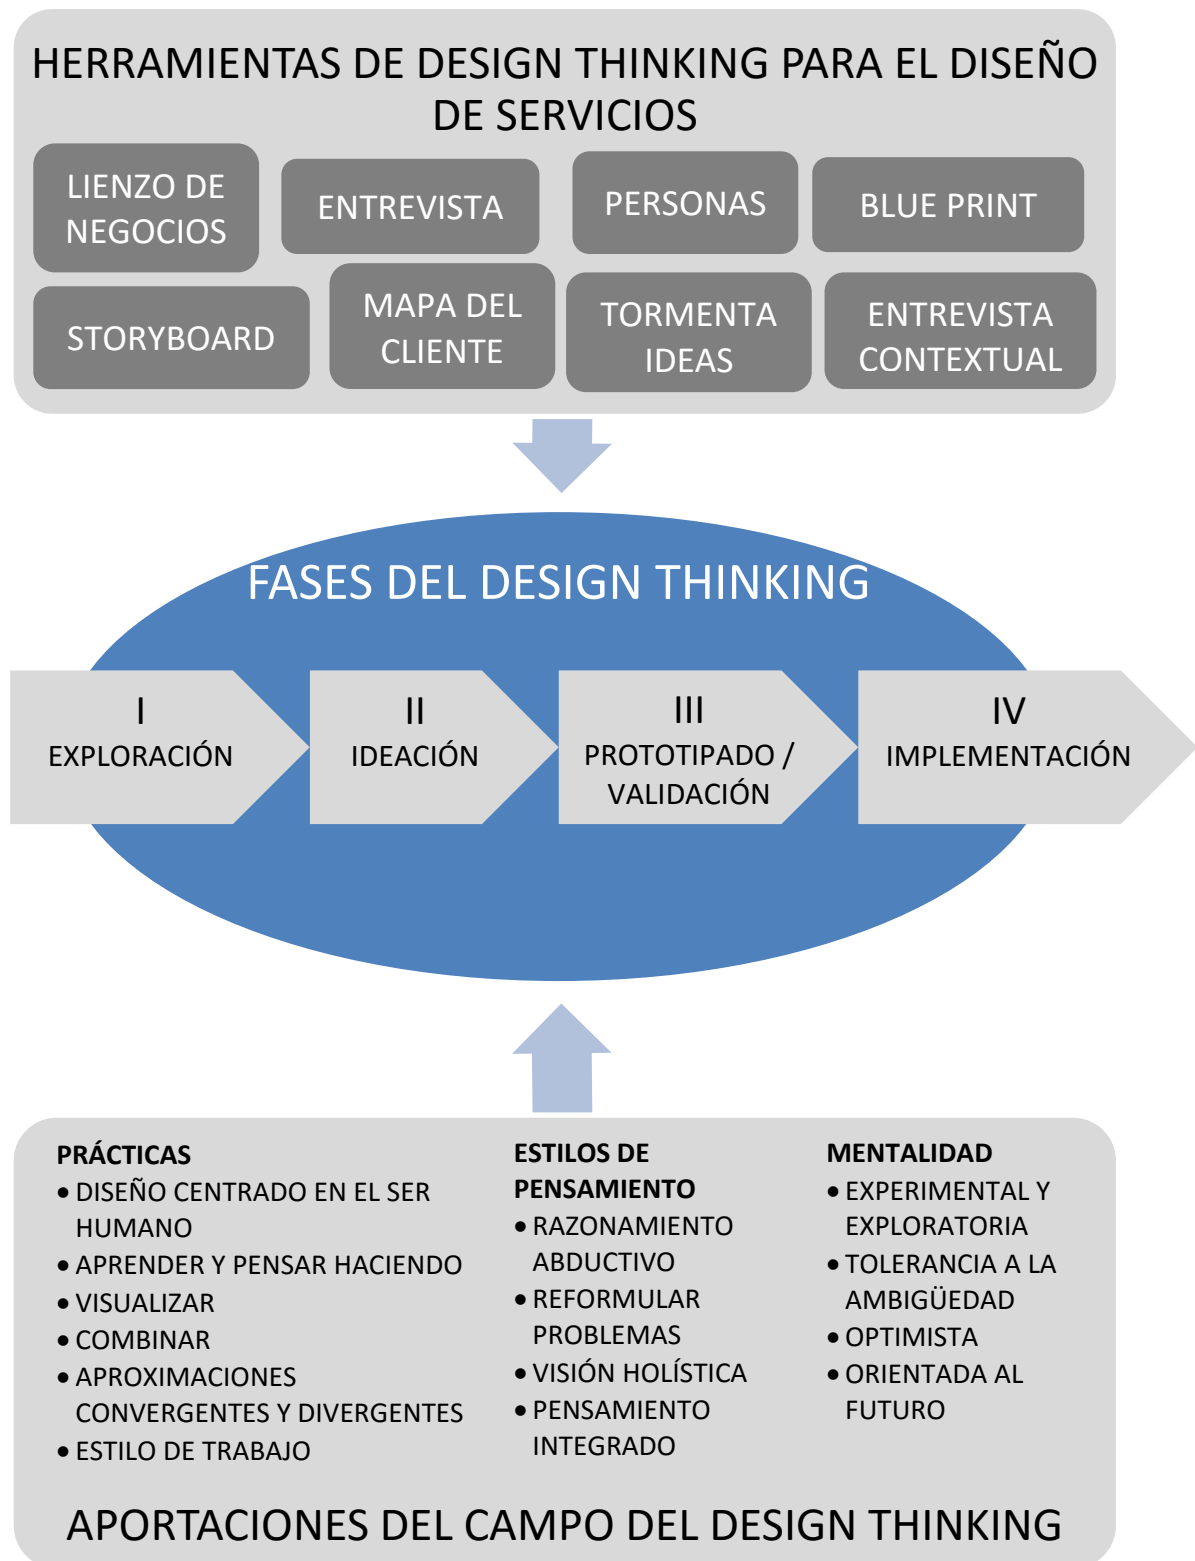 HERRAMIENTAS DE DESIGN THINKING PARA EL DISEÑO
DE SERVICIOS
LIENZO DE
NEGOCIOS
ENTREVISTA
PERSONAS
BLUE PRINT
STORYBOARD
MAPA DEL
CLIENTE
TORMENTA
IDEAS
ENTREVISTA
CONTEXTUAL
FASES DEL DESIGN THINKING
I
EXPLORACIÓN
II
IDEACIÓN
III
PROTOTIPADO /
VALIDACIÓN
IV
IMPLEMENTACIÓN
PRÁCTICAS
• DISEÑO CENTRADO EN EL SER
HUMANO
• APRENDER Y PENSAR HACIENDO
• VISUALIZAR
• COMBINAR
• APROXIMACIONES
CONVERGENTES Y DIVERGENTES
• ESTILO DE TRABAJO
ESTILOS DE
PENSAMIENTO
• RAZONAMIENTO
ABDUCTIVO
• REFORMULAR
PROBLEMAS
• VISIÓN HOLÍSTICA
• PENSAMIENTO
INTEGRADO
MENTALIDAD
• EXPERIMENTAL Y
EXPLORATORIA
• TOLERANCIA A LA
AMBIGÜEDAD
• OPTIMISTA
• ORIENTADA AL
FUTURO
APORTACIONES DEL CAMPO DEL DESIGN THINKING